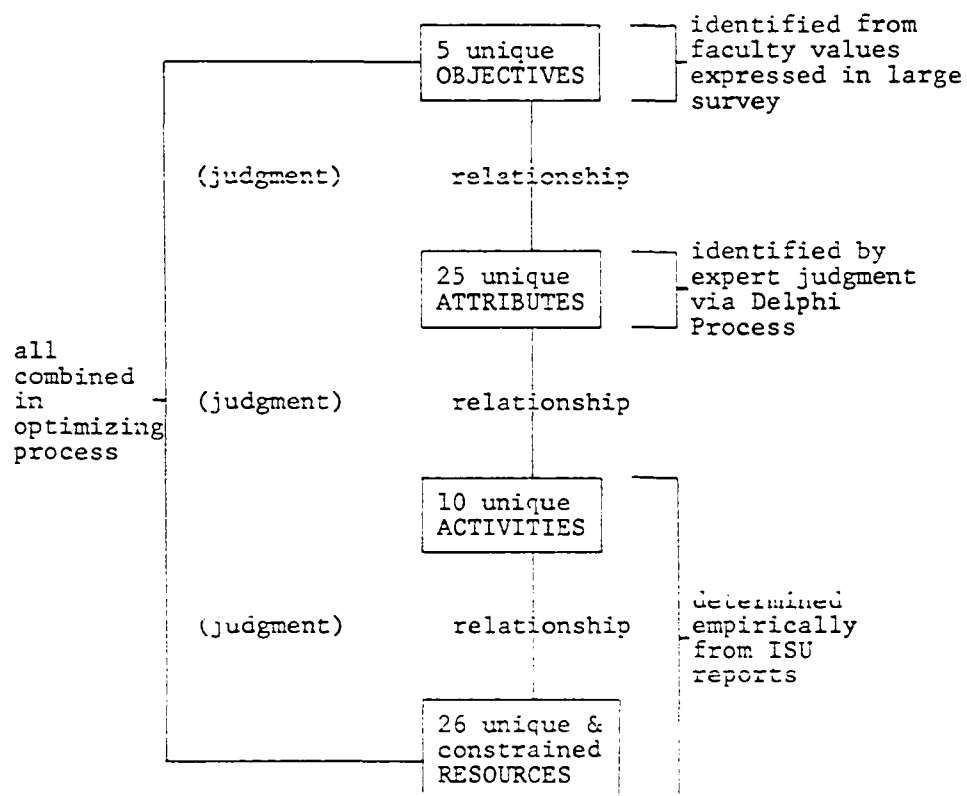 5 unique
OBJECTIVES
identified from
faculty values
expressed in large
survey
(judgment)
relationship
25 unique
ATTRIBUTES
identified by
expert judgment
via Delphi
Process
all
combined
in
optimizing
process
(judgment)
relationship
10 unique
ACTIVITIES
(judgment)
relationship
determined
empirically
from ISU
reports
26 unique &
constrained
RESOURCES